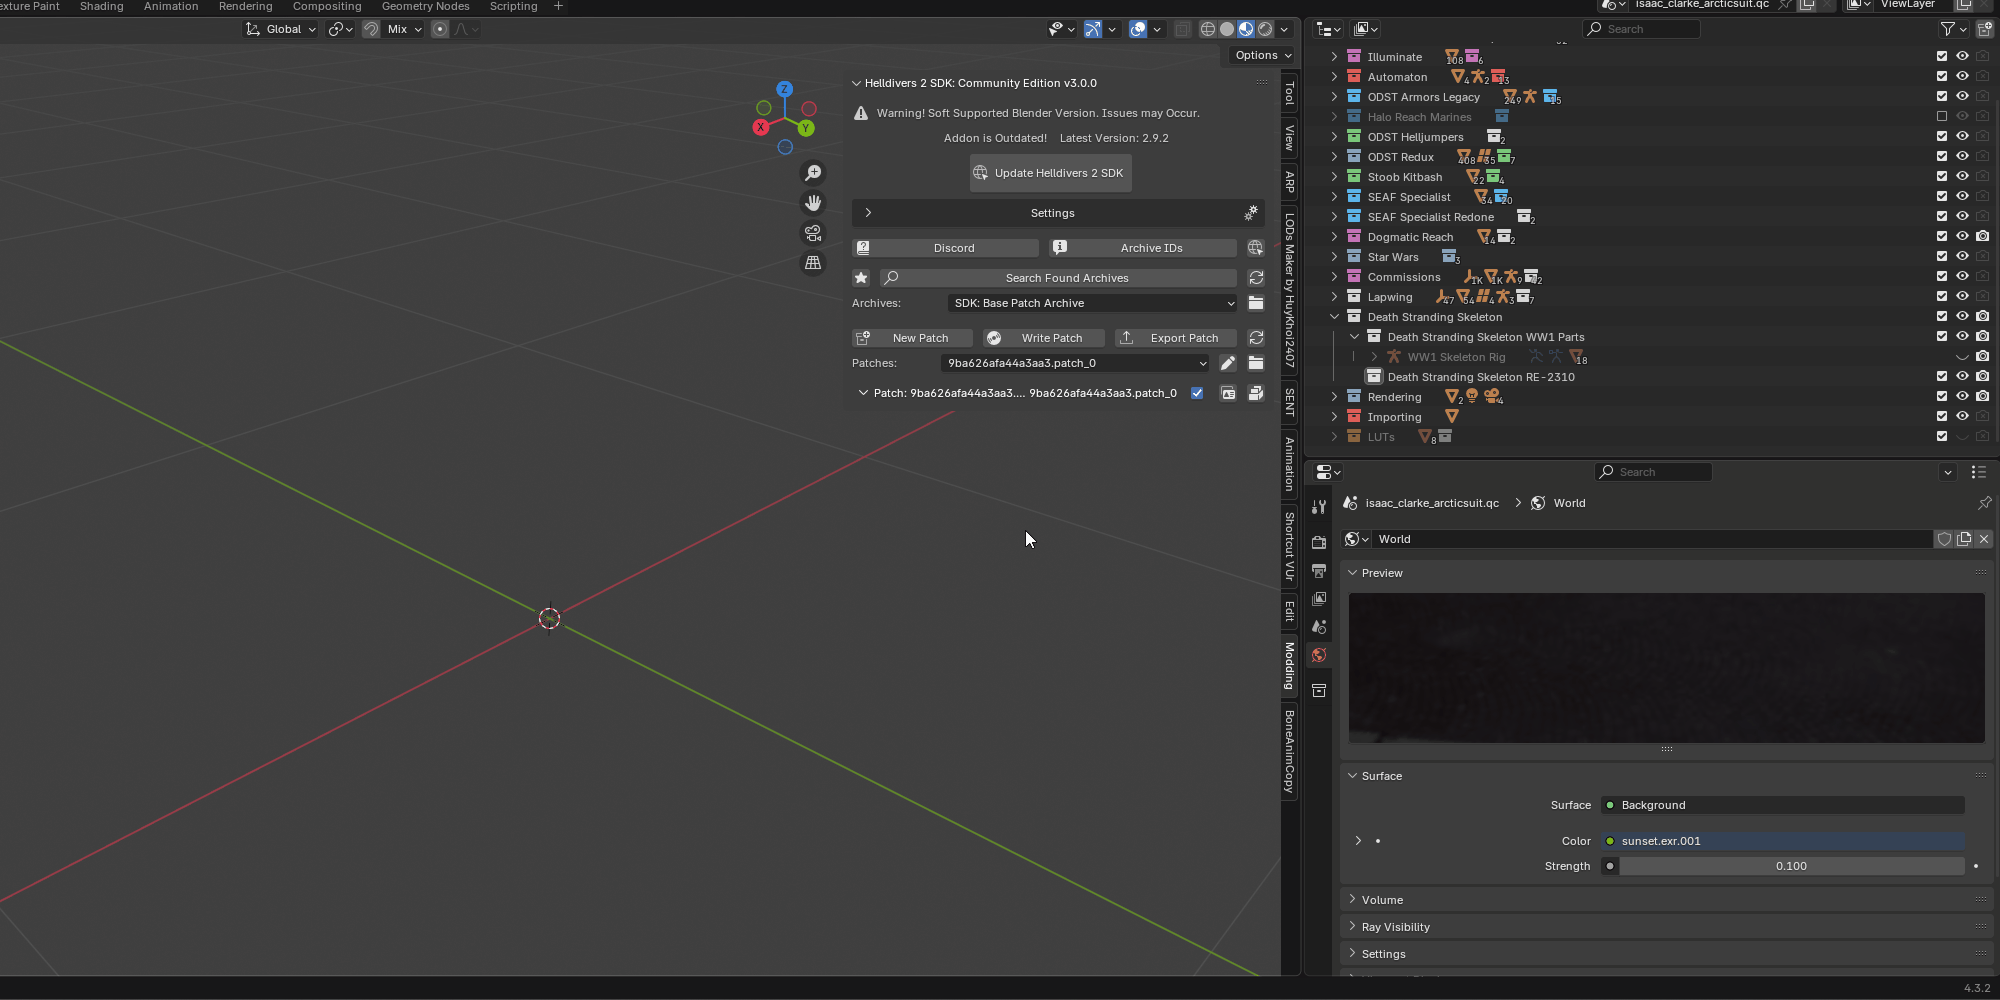 exture Paint Shading Animation Rendering Compositing Geometry Nodes Scripting +
isaac_clarke_arcticsuit.qc ViewLayer
Global Mix
Options
Helldivers 2 SDK: Community Edition v3.0.0
Warning! Soft Supported Blender Version. Issues may Occur.
Addon is Outdated! Latest Version: 2.9.2
Update Helldivers 2 SDK
Settings
Discord Archive IDs
Search Found Archives
Archives: SDK: Base Patch Archive
New Patch Write Patch Export Patch
Patches: 9ba626afa44a3aa3.patch_0
Patch: 9ba626afa44a3aa3.... 9ba626afa44a3aa3.patch_0
Z
X
Y
Tool
View
ARP
LODs Maker by HuyKhoi2407
SENT
Animation
Shortcut VUr
Edit
Modding
BoneAnimCopy
Search
Illuminate 108 6
Automaton 4 2 13
ODST Armors Legacy 249 15
Halo Reach Marines
ODST Helljumpers 2
ODST Redux 408 35 7
Stoob Kitbash 22 4
SEAF Specialist 54 20
SEAF Specialist Redone 2
Dogmatic Reach 14 2
Star Wars 3
Commissions 1K 1K 9 42
Lapwing 47 54 4 3 7
Death Stranding Skeleton
Death Stranding Skeleton WW1 Parts
WW1 Skeleton Rig 18
Death Stranding Skeleton RE-2310
Rendering 2 4
Importing
LUTs 8
Search
isaac_clarke_arcticsuit.qc > World
World
Preview
Surface
Surface Background
Color sunset.exr.001
Strength 0.100
Volume
Ray Visibility
Settings
4.3.2